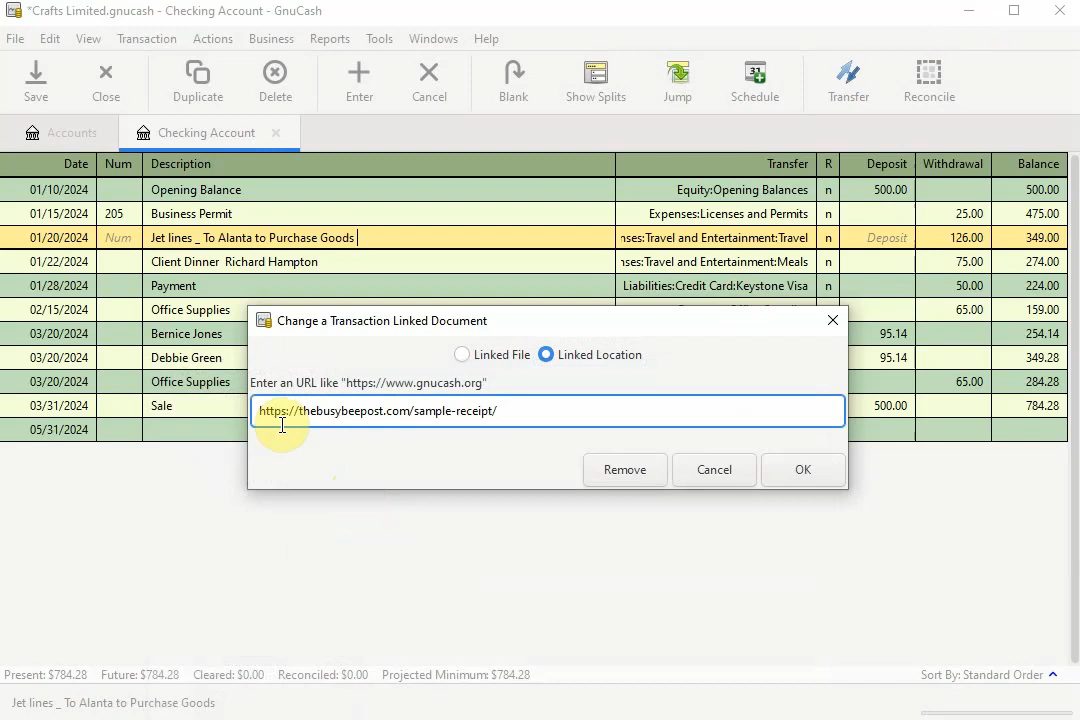 *Crafts Limited.gnucash - Checking Account - GnuCash
File Edit View Transaction Actions Business Reports Tools Windows Help
Save Close Duplicate Delete Enter Cancel Blank Show Splits Jump Schedule Transfer Reconcile
Accounts Checking Account
Date Num Description Transfer R Deposit Withdrawal Balance
01/10/2024 Opening Balance Equity:Opening Balances n 500.00 500.00
01/15/2024 205 Business Permit Expenses:Licenses and Permits n 25.00 475.00
01/20/2024 Num Jet lines _ To Alanta to Purchase Goods nses:Travel and Entertainment:Travel n Deposit 126.00 349.00
01/22/2024 Client Dinner Richard Hampton nses:Travel and Entertainment:Meals n 75.00 274.00
01/28/2024 Payment Liabilities:Credit Card:Keystone Visa n 50.00 224.00
02/15/2024 Office Supplies 65.00 159.00
03/20/2024 Bernice Jones 95.14 254.14
03/20/2024 Debbie Green 95.14 349.28
03/20/2024 Office Supplies 65.00 284.28
03/31/2024 Sale 500.00 784.28
05/31/2024
Change a Transaction Linked Document
Linked File Linked Location
Enter an URL like "https://www.gnucash.org"
https://thebusybeepost.com/sample-receipt/
Remove Cancel OK
Present: $784.28 Future: $784.28 Cleared: $0.00 Reconciled: $0.00 Projected Minimum: $784.28 Sort By: Standard Order
Jet lines _ To Alanta to Purchase Goods